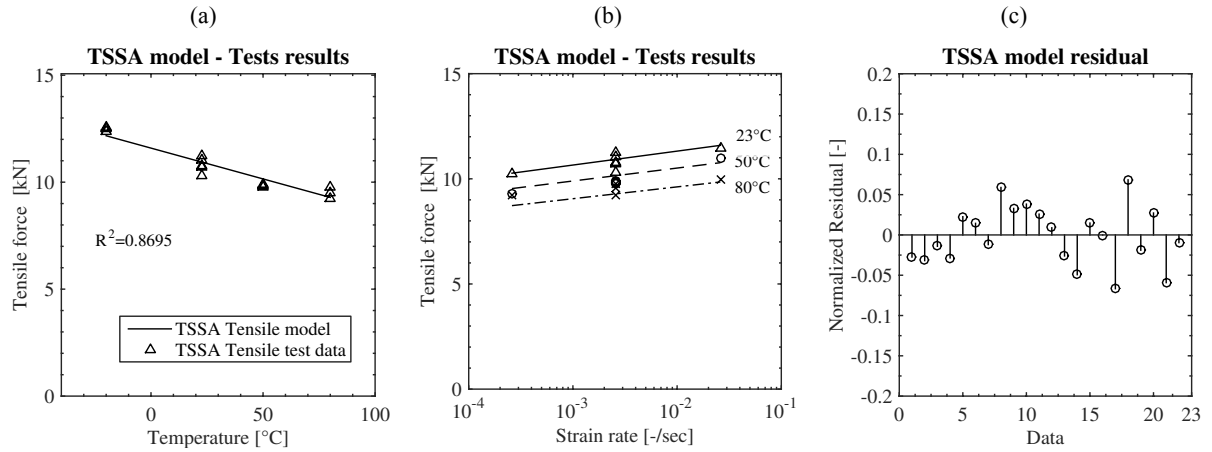 (a)
TSSA model - Tests results
15
10
5
0
0
50
100
Tensile force [kN]
Temperature [°C]
R²=0.8695
TSSA Tensile model
TSSA Tensile test data
(b)
TSSA model - Tests results
15
10
5
0
10⁻⁴
10⁻³
10⁻²
10⁻¹
Tensile force [kN]
Strain rate [-/sec]
23°C
50°C
80°C
(c)
TSSA model residual
0.2
0.15
0.1
0.05
0
-0.05
-0.1
-0.15
-0.2
0
5
10
15
20
23
Normalized Residual [-]
Data